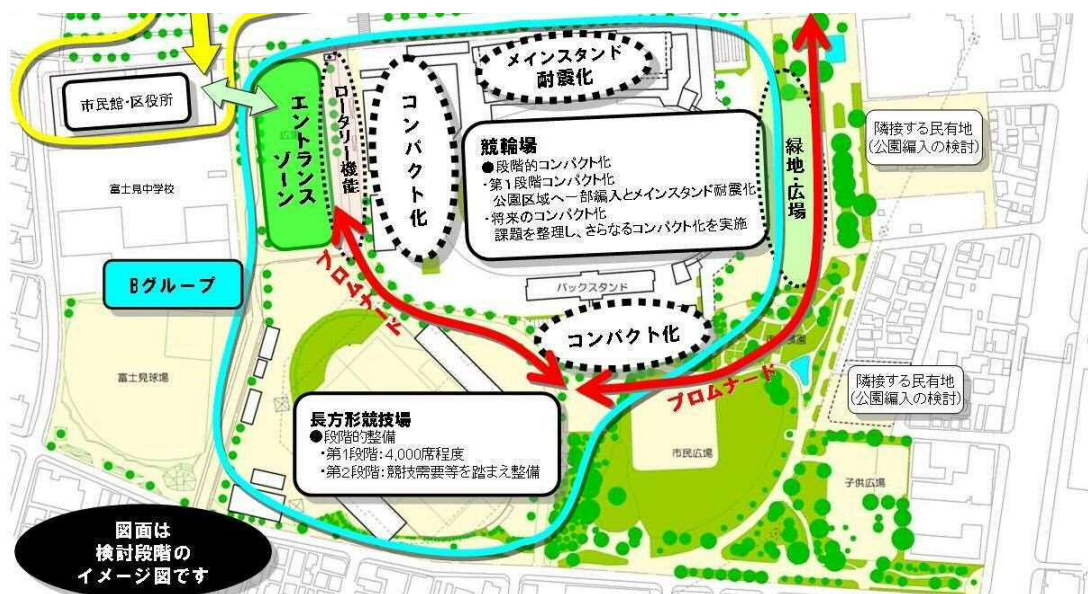 市民館・区役所
富士見中学校
エントランス
ゾーン
ロータリー機能
コンパクト化
メインスタンド
耐震化
競輪場
●段階的コンパクト化
・第1段階コンパクト化
公園区域へ一部編入とメインスタンド耐震化
・将来のコンパクト化
課題を整理し、さらなるコンパクト化を実施
緑地・広場
隣接する民有地
(公園編入の検討)
Bグループ
プロムナード
バックスタンド
コンパクト化
プロムナード
富士見球場
長方形競技場
●段階的整備
・第1段階:4,000席程度
・第2段階:競技需要等を踏まえ整備
市民広場
隣接する民有地
(公園編入の検討)
子供広場
図面は
検討段階の
イメージ図です